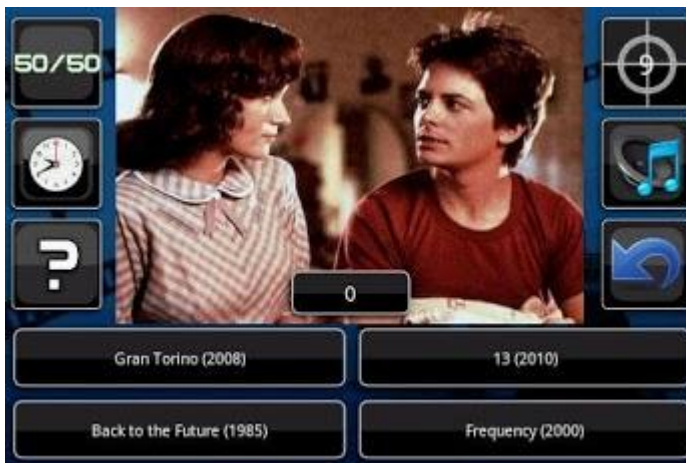 50/50
9
?
0
Gran Torino (2008)
13 (2010)
Back to the Future (1985)
Frequency (2000)